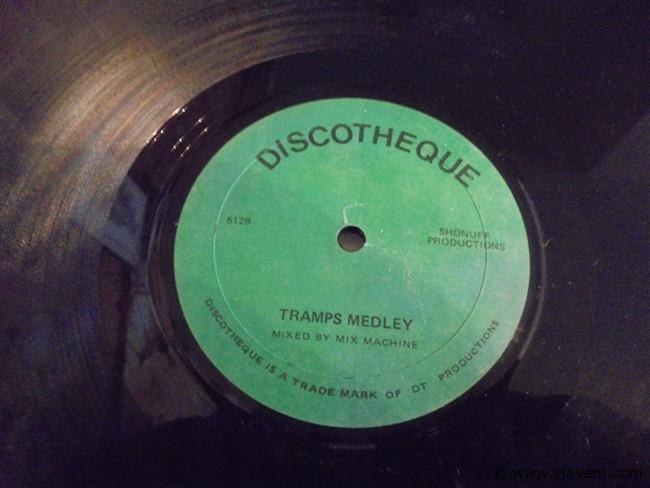 DISCOTHEQUE
512B
SHONUFF
PRODUCTIONS
TRAMPS MEDLEY
MIXED BY MIX MACHINE
DISCOTHEQUE IS A TRADE MARK OF DT PRODUCTIONS
© www.vlavem.com